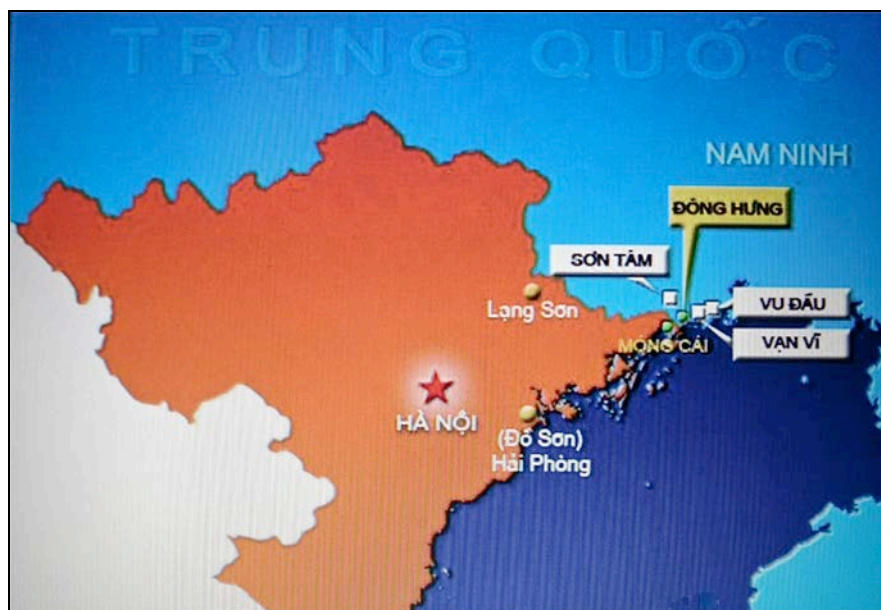 TRUNG QUỐC
NAM NINH
ĐÔNG HƯNG
SƠN TÂM
Lạng Sơn
VU ĐẦU
MÓNG CÁI
VẠN VĨ
HÀ NỘI
(Đồ Sơn)
Hải Phòng